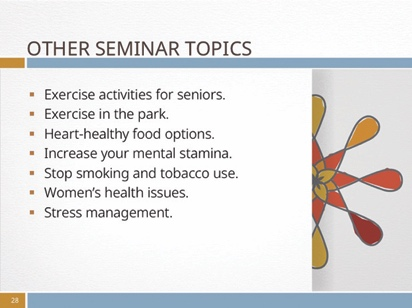 OTHER SEMINAR TOPICS
▪ Exercise activities for seniors.
▪ Exercise in the park.
▪ Heart-healthy food options.
▪ Increase your mental stamina.
▪ Stop smoking and tobacco use.
▪ Women's health issues.
▪ Stress management.
28